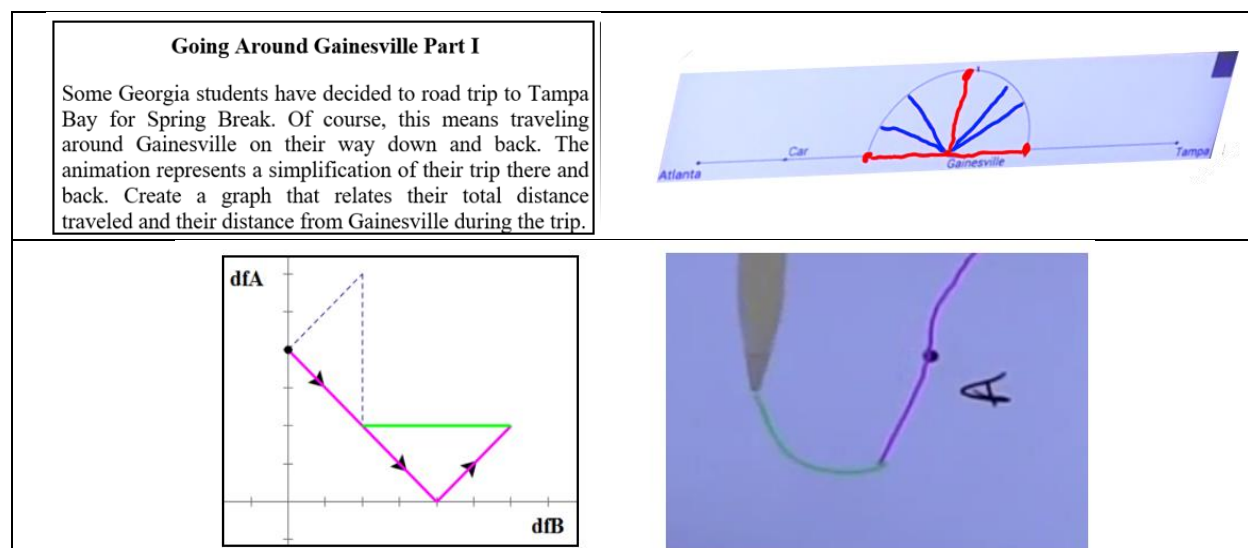 Going Around Gainesville Part I
Some Georgia students have decided to road trip to Tampa
Bay for Spring Break. Of course, this means traveling
around Gainesville on their way down and back. The
animation represents a simplification of their trip there and
back. Create a graph that relates their total distance
traveled and their distance from Gainesville during the trip.
Car
Atlanta
Gainesville
Tampa
dfA
dfB
A